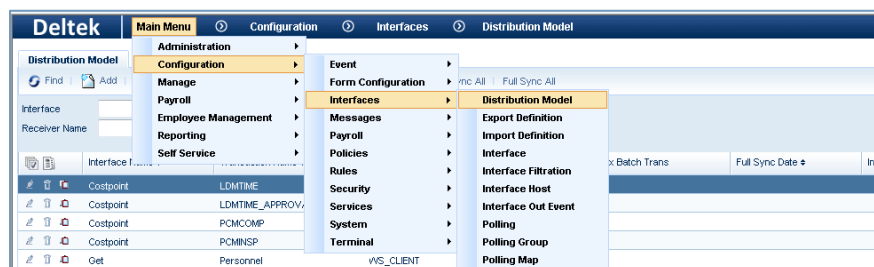 Deltek Main Menu Configuration Interfaces Distribution Model
Administration
Distribution Model Configuration Event
Find Add Manage Form Configuration All Full Sync All
Interface Payroll Interfaces Distribution Model
Receiver Name Employee Management Messages Export Definition
Reporting Payroll Import Definition
Self Service Policies Interface
Interface Rules Interface Filtration Batch Trans Full Sync Date
Costpoint LDMTIME Security Interface Host
Costpoint Services Interface Out Event
Costpoint PCMCOMP System Polling
Costpoint PCMINSP Terminal Polling Group
Get Personnel WS_CLIENT Polling Map